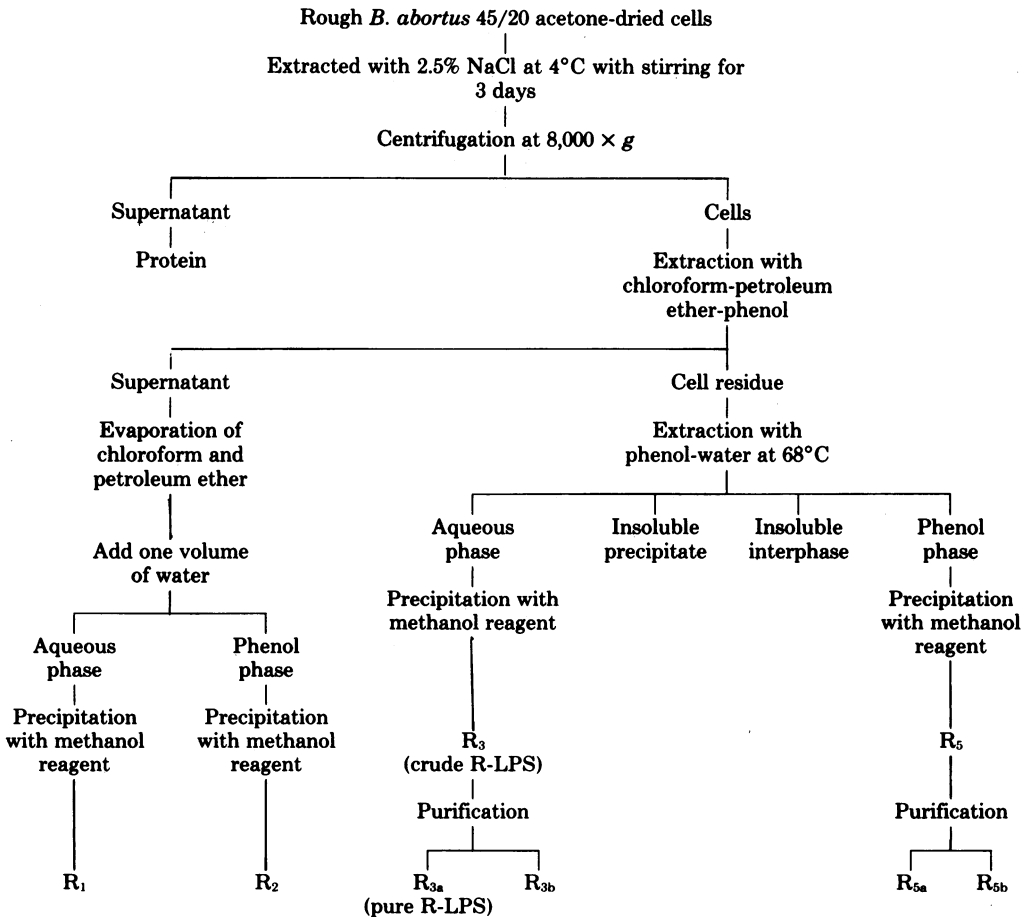 Rough B. abortus 45/20 acetone-dried cells
Extracted with 2.5% NaCl at 4°C with stirring for
3 days
Centrifugation at 8,000 × g
Supernatant
Protein
Cells
Extraction with
chloroform-petroleum
ether-phenol
Supernatant
Evaporation of
chloroform and
petroleum ether
Add one volume
of water
Aqueous
phase
Precipitation
with methanol
reagent
R₁
Phenol
phase
Precipitation
with methanol
reagent
R₂
Cell residue
Extraction with
phenol-water at 68°C
Aqueous
phase
Precipitation with
methanol reagent
R₃
(crude R-LPS)
Purification
R₃ₐ
(pure R-LPS)
R3b
Insoluble
precipitate
Insoluble
interphase
Phenol
phase
Precipitation
with methanol
reagent
R₅
Purification
R₅ₐ
R5b